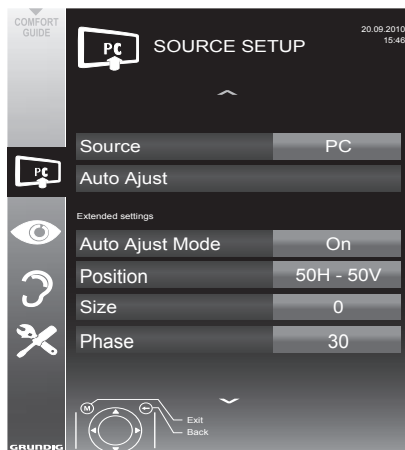 COMFORT
GUIDE
PC
SOURCE SETUP
20.09.2010
15:46
Source PC
PC
Auto Ajust
Extended settings
Auto Ajust Mode On
Position 50H - 50V
Size 0
Phase 30
M
Exit
Back
GRUNDIG